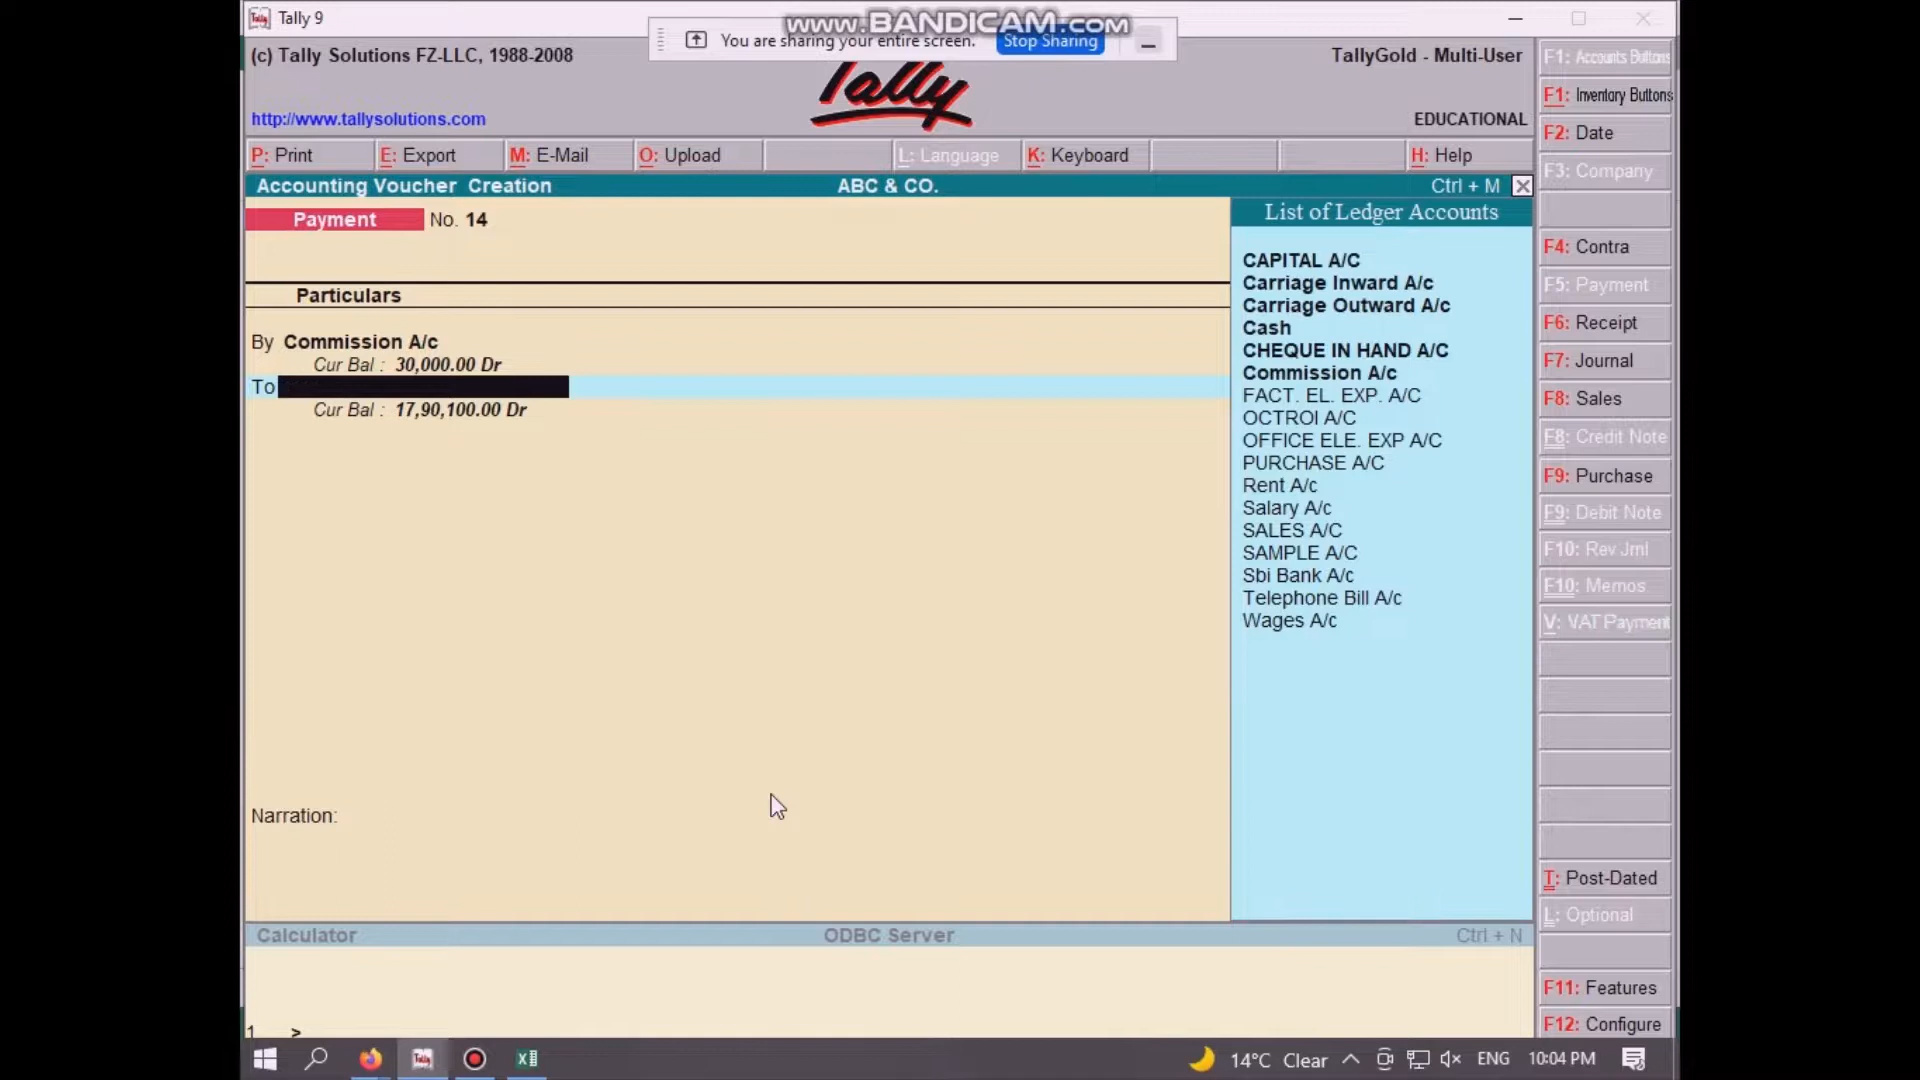 Tally 9
www.BANDICAM.com
You are sharing your entire screen. Stop Sharing
(c) Tally Solutions FZ-LLC, 1988-2008
TallyGold - Multi-User
Tally
http://www.tallysolutions.com
EDUCATIONAL
P: Print E: Export M: E-Mail O: Upload L: Language K: Keyboard H: Help
Accounting Voucher Creation ABC & CO. Ctrl + M
Payment No. 14
Particulars
By Commission A/c
Cur Bal : 30,000.00 Dr
To
Cur Bal : 17,90,100.00 Dr
Narration:
List of Ledger Accounts
CAPITAL A/C
Carriage Inward A/c
Carriage Outward A/c
Cash
CHEQUE IN HAND A/C
Commission A/c
FACT. EL. EXP. A/C
OCTROI A/C
OFFICE ELE. EXP A/C
PURCHASE A/C
Rent A/c
Salary A/c
SALES A/C
SAMPLE A/C
Sbi Bank A/c
Telephone Bill A/c
Wages A/c
F1: Accounts Buttons
F1: Inventory Buttons
F2: Date
F3: Company
F4: Contra
F5: Payment
F6: Receipt
F7: Journal
F8: Sales
F8: Credit Note
F9: Purchase
F9: Debit Note
F10: Rev Jrnl
F10: Memos
V: VAT Payment
T: Post-Dated
L: Optional
F11: Features
F12: Configure
Calculator ODBC Server Ctrl + N
1 >
Tally
14°C Clear ENG 10:04 PM